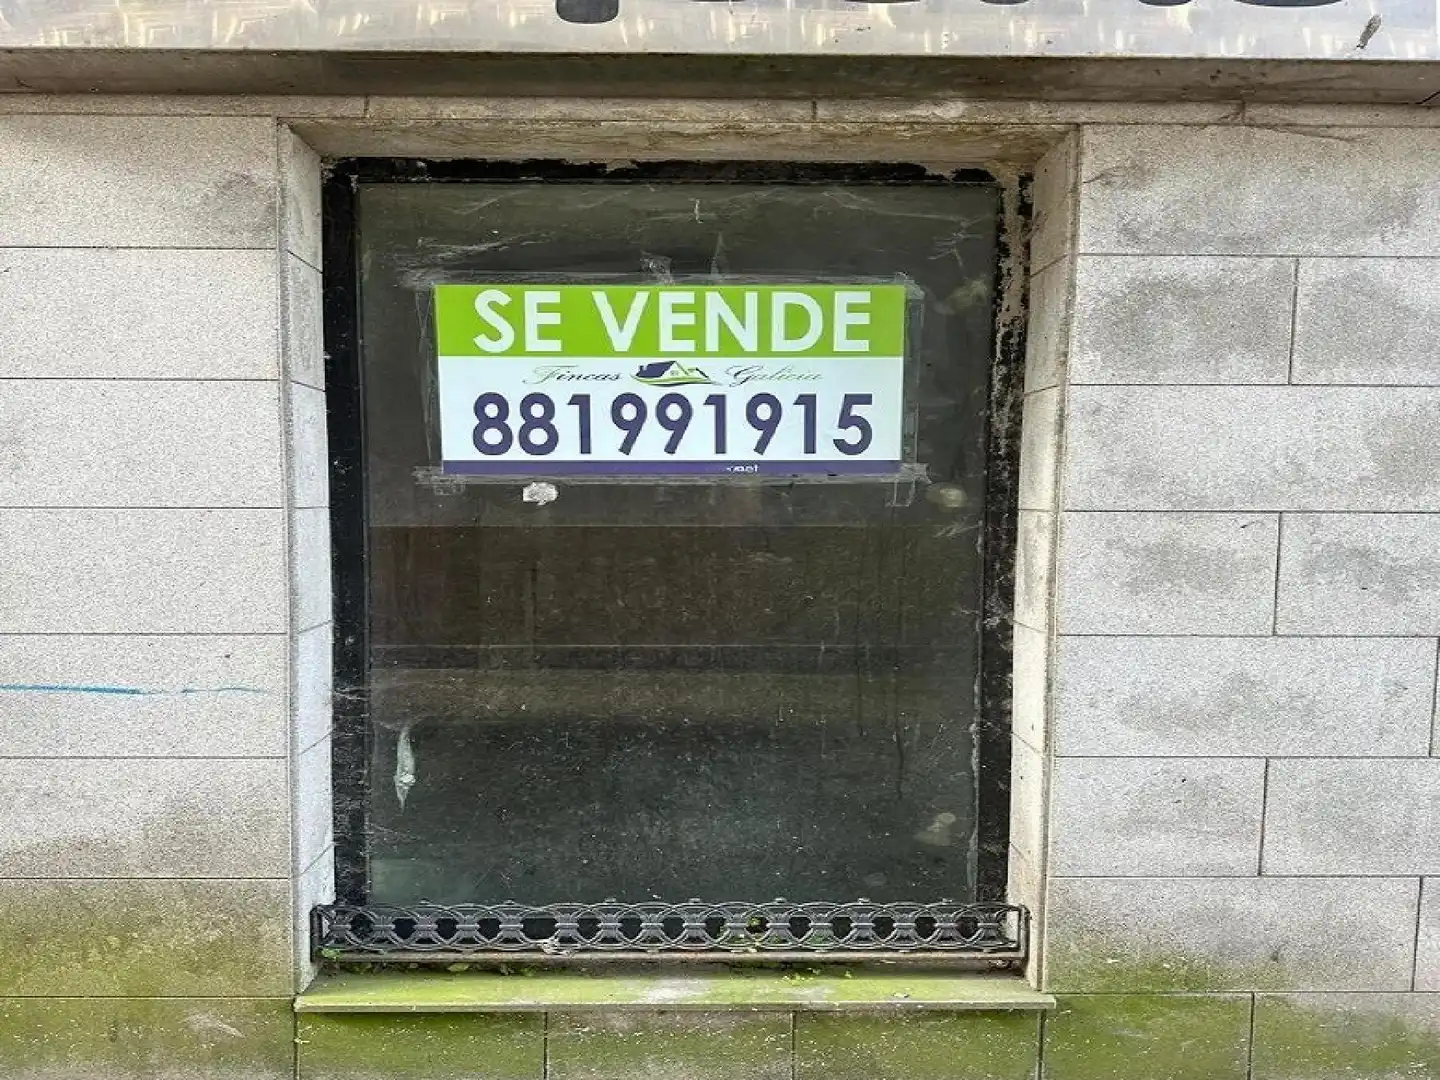 SE VENDE
Fincas Galicia
881991915